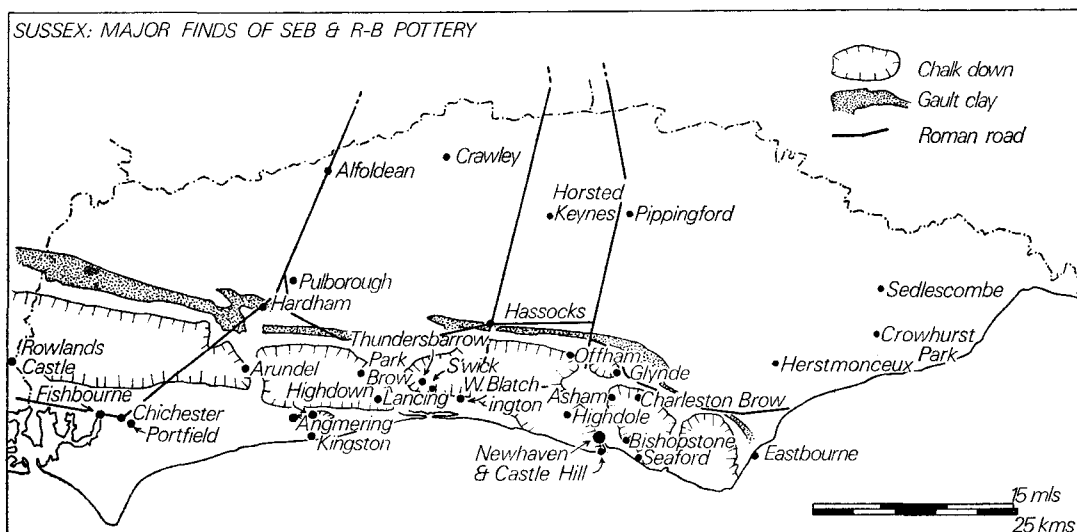 SUSSEX: MAJOR FINDS OF SEB & R-B POTTERY
Chalk down
Gault clay
Roman road
Crawley
Alfoldean
Horsted
Keynes
Pippingford
Pulborough
Hardham
Sedlescombe
Hassocks
Thundersbarrow
Crowhurst
Park
Rowlands
Castle
Park
Brow
S'wick
Offham
Herstmonceux
Arundel
Glynde
Highdown
Lancing
W. Blatch-
ington
Asham
Charleston Brow
Fishbourne
Chichester
Portfield
Angmering
Kingston
Highdole
Bishopstone
Newhaven
& Castle Hill
Seaford
Eastbourne
15 mls
25 kms